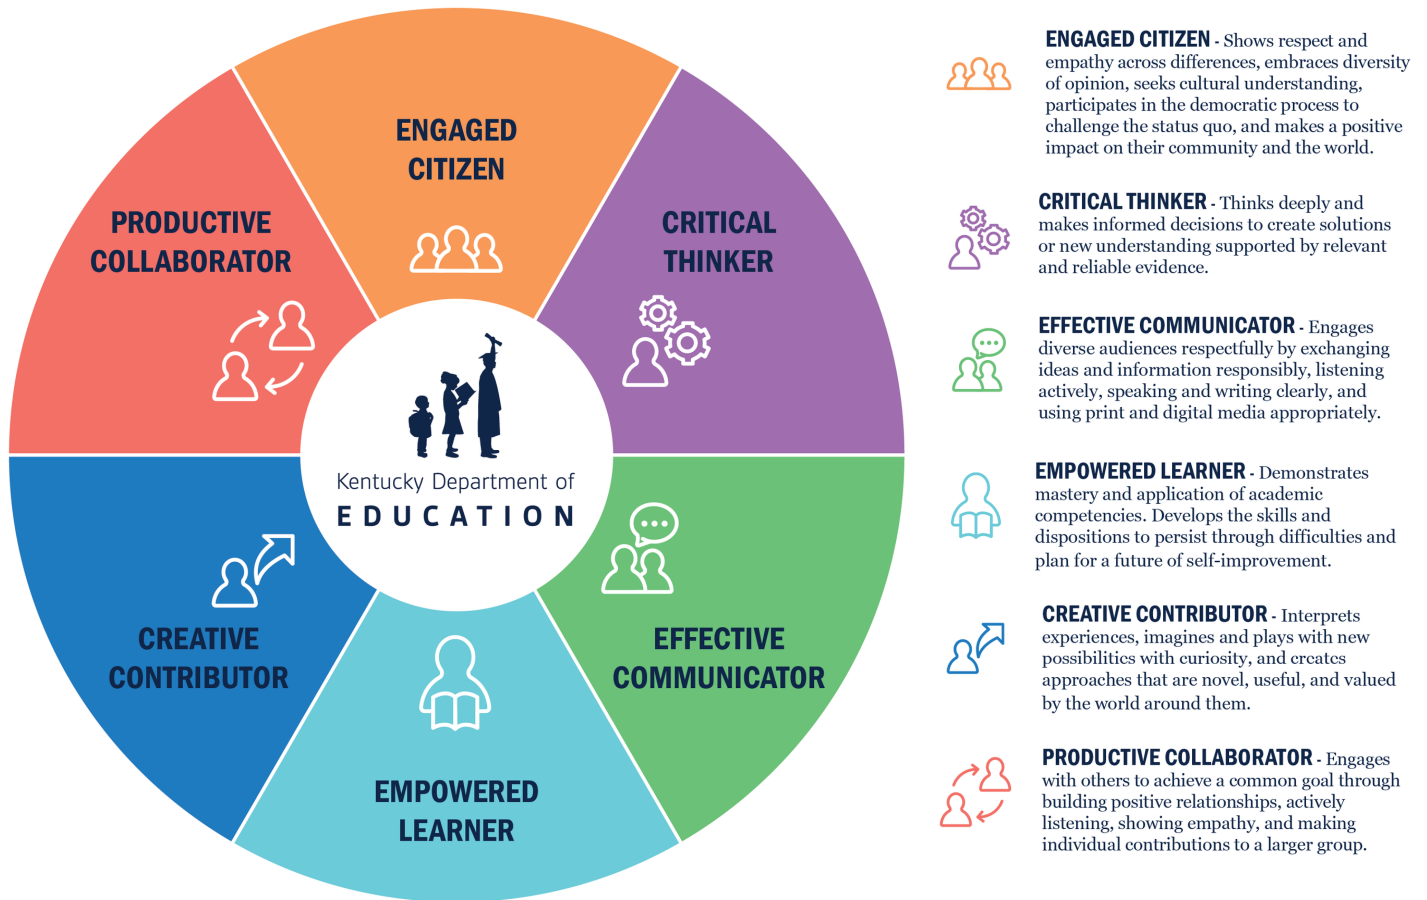 ENGAGED
CITIZEN
PRODUCTIVE
COLLABORATOR
CRITICAL
THINKER
Kentucky Department of
EDUCATION
CREATIVE
CONTRIBUTOR
EFFECTIVE
COMMUNICATOR
EMPOWERED
LEARNER
ENGAGED CITIZEN - Shows respect and
empathy across differences, embraces diversity
of opinion, seeks cultural understanding,
participates in the democratic process to
challenge the status quo, and makes a positive
impact on their community and the world.
CRITICAL THINKER - Thinks deeply and
makes informed decisions to create solutions
or new understanding supported by relevant
and reliable evidence.
EFFECTIVE COMMUNICATOR - Engages
diverse audiences respectfully by exchanging
ideas and information responsibly, listening
actively, speaking and writing clearly, and
using print and digital media appropriately.
EMPOWERED LEARNER - Demonstrates
mastery and application of academic
competencies. Develops the skills and
dispositions to persist through difficulties and
plan for a future of self-improvement.
CREATIVE CONTRIBUTOR - Interprets
experiences, imagines and plays with new
possibilities with curiosity, and creates
approaches that are novel, useful, and valued
by the world around them.
PRODUCTIVE COLLABORATOR - Engages
with others to achieve a common goal through
building positive relationships, actively
listening, showing empathy, and making
individual contributions to a larger group.